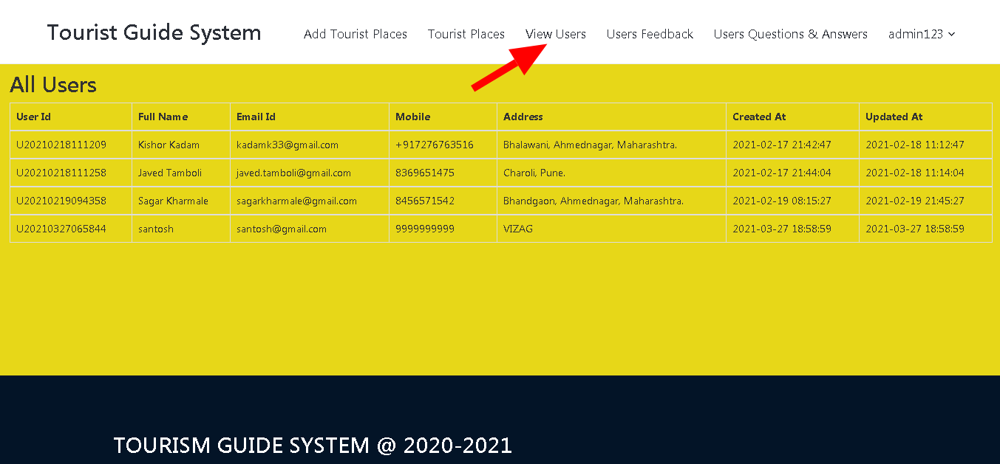 Tourist Guide System Add Tourist Places Tourist Places View Users Users Feedback Users Questions & Answers admin123
All Users
User Id Full Name Email Id Mobile Address Created At Updated At
U20210218111209 Kishor Kadam kadamk33@gmail.com +917276763516 Bhalawani, Ahmednagar, Maharashtra. 2021-02-17 21:42:47 2021-02-18 11:12:47
U20210218111258 Javed Tamboli javed.tamboli@gmail.com 8369651475 Charoli, Pune. 2021-02-17 21:44:04 2021-02-18 11:14:04
U20210219094358 Sagar Kharmale sagarkharmale@gmail.com 8456571542 Bhandgaon, Ahmednagar, Maharashtra. 2021-02-19 08:15:27 2021-02-19 21:45:27
U20210327065844 santosh santosh@gmail.com 9999999999 VIZAG 2021-03-27 18:58:59 2021-03-27 18:58:59
TOURISM GUIDE SYSTEM @ 2020-2021